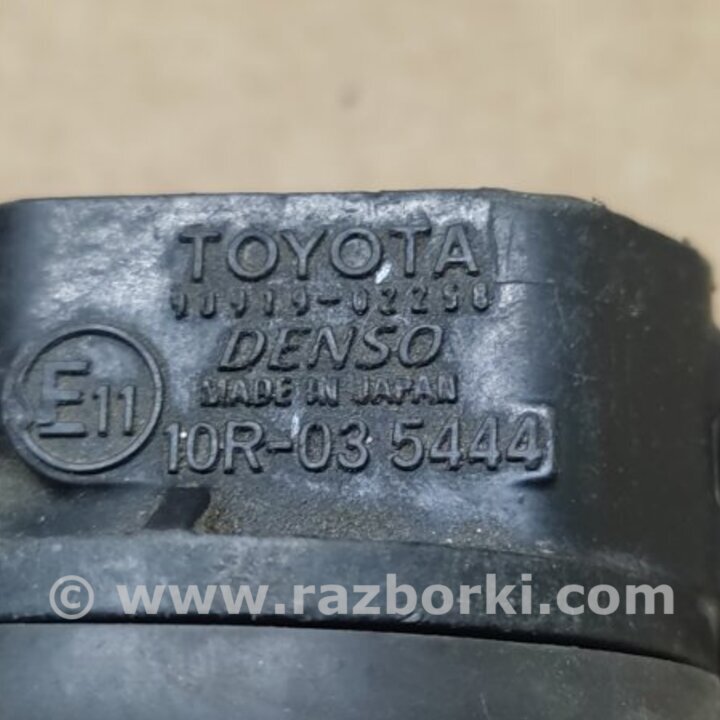 TOYOTA
90919-02258
DENSO
MADE IN JAPAN
E11
10R-03 5444
© www.razborki.com